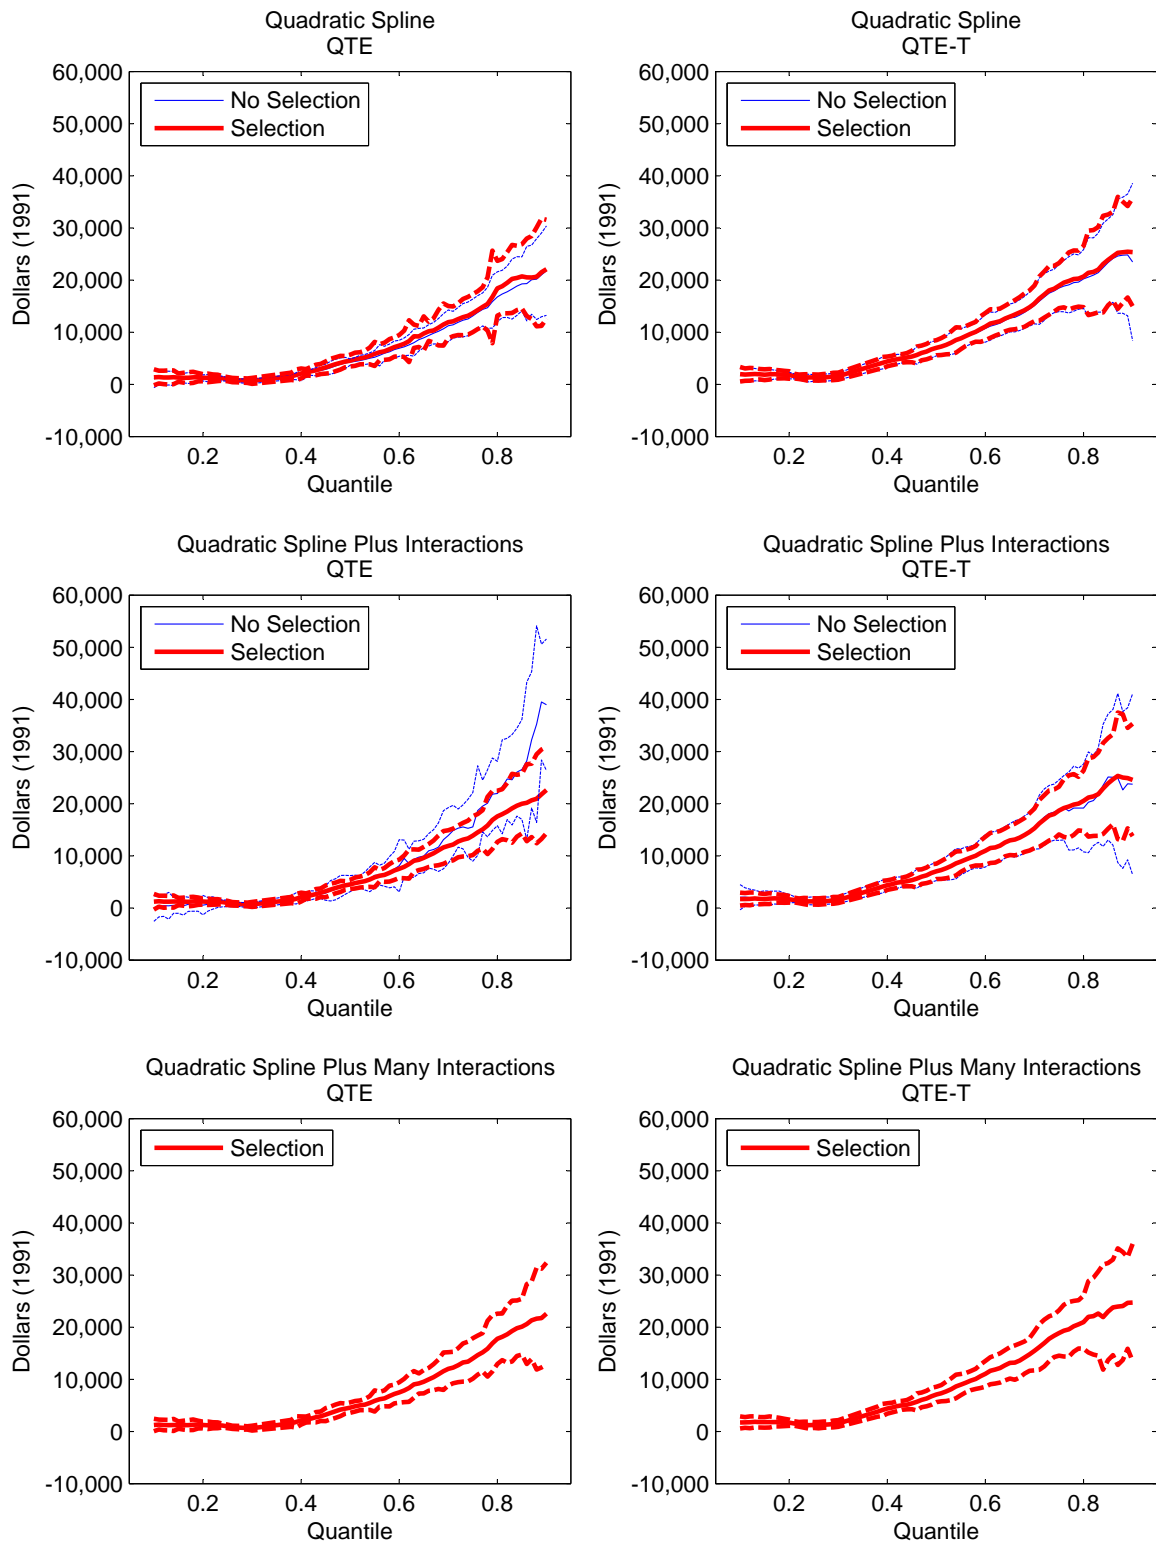 Quadratic Spline
QTE
60,000
50,000
40,000
30,000
20,000
10,000
0
-10,000
Dollars (1991)
No Selection
Selection
0.2 0.4 0.6 0.8
Quantile
Quadratic Spline
QTE-T
60,000
50,000
40,000
30,000
20,000
10,000
0
-10,000
Dollars (1991)
No Selection
Selection
0.2 0.4 0.6 0.8
Quantile
Quadratic Spline Plus Interactions
QTE
60,000
50,000
40,000
30,000
20,000
10,000
0
-10,000
Dollars (1991)
No Selection
Selection
0.2 0.4 0.6 0.8
Quantile
Quadratic Spline Plus Interactions
QTE-T
60,000
50,000
40,000
30,000
20,000
10,000
0
-10,000
Dollars (1991)
No Selection
Selection
0.2 0.4 0.6 0.8
Quantile
Quadratic Spline Plus Many Interactions
QTE
60,000
50,000
40,000
30,000
20,000
10,000
0
-10,000
Dollars (1991)
Selection
0.2 0.4 0.6 0.8
Quantile
Quadratic Spline Plus Many Interactions
QTE-T
60,000
50,000
40,000
30,000
20,000
10,000
0
-10,000
Dollars (1991)
Selection
0.2 0.4 0.6 0.8
Quantile